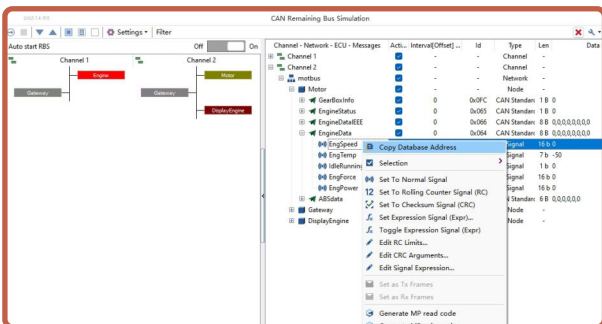 CAN Remaining Bus Simulation
Settings
Filter
Auto start RBS
Off
On
Channel 1
Channel 2
Engine
Motor
Gateway
Gateway
DisplayEngine
Channel - Network - ECU - Messages Acti... Interval[Offset] ... Id Type Len Data
Channel 1 - - Channel -
Channel 2 - - Channel -
motbus - - Network -
Motor - - Node -
GearBoxInfo 0 0x0FC CAN Standarc 1 B 0
EngineStatus 0 0x065 CAN Standarc 1 B 0
EngineDataIEEE 0 0x066 CAN Standarc 8 B 0,0,0,0,0,0,0,0
EngineData 0 0x064 CAN Standarc 8 B 0,0,0,0,0,0,0,0
EngSpeed Signal 16 b 0
EngTemp Signal 7 b -50
IdleRunning Signal 1 b 0
EngForce Signal 16 b 0
EngPower Signal 16 b 0
ABSdata Standarc 6 B 0,0,0,0,0,0
Gateway Node -
DisplayEngine Node -
Copy Database Address
Selection
Set To Normal Signal
12 Set To Rolling Counter Signal (RC)
Set To Checksum Signal (CRC)
Set Expression Signal (Expr)...
Toggle Expression Signal (Expr)
Edit RC Limits...
Edit CRC Arguments...
Edit Signal Expression...
Set as Tx Frames
Set as Rx Frames
Generate MP read code